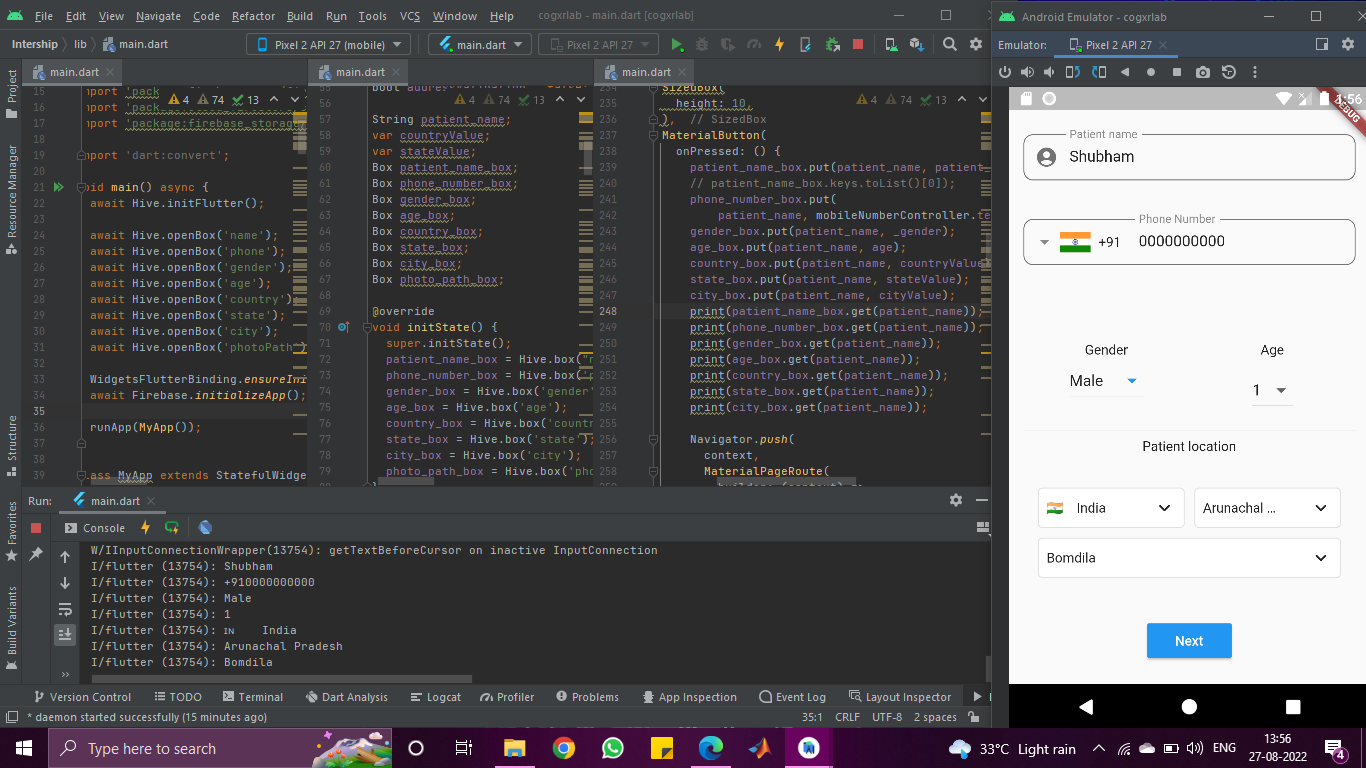 File Edit View Navigate Code Refactor Build Run Tools VCS Window Help cogxrlab - main.dart [cogxrlab]
Intership lib main.dart Pixel 2 API 27 (mobile) main.dart Pixel 2 API 27
Project
Resource Manager
Structure
Favorites
Build Variants
main.dart
4 74 13
15 mport 'pack
16 mport 'pack
17 mport 'package:firebase_storag
18
19 mport 'dart:convert';
20
21 oid main() async {
22 await Hive.initFlutter();
24 await Hive.openBox('name');
25 await Hive.openBox('phone');
26 await Hive.openBox('gender');
27 await Hive.openBox('age');
28 await Hive.openBox('country')
29 await Hive.openBox('state');
30 await Hive.openBox('city');
31 await Hive.openBox('photoPath')
32
33 WidgetsFlutterBinding.ensureIni
34 await Firebase.initializeApp();
35
36 runApp(MyApp());
37
38
39 ass MyApp extends StatefulWidge
main.dart
4 74 13
57 String patient_name;
58 var countryValue;
59 var stateValue;
60 Box patient_name_box;
61 Box phone_number_box;
62 Box gender_box;
63 Box age_box;
64 Box country_box;
65 Box state_box;
66 Box city_box;
67 Box photo_path_box;
68
69 @override
70 void initState() {
71 super.initState();
72 patient_name_box = Hive.box("n
73 phone_number_box = Hive.box('p
74 gender_box = Hive.box('gender'
75 age_box = Hive.box('age');
76 country_box = Hive.box('countr
77 state_box = Hive.box('state');
78 city_box = Hive.box('city');
79 photo_path_box = Hive.box('pho
main.dart
4 74 13
234 SizedBox(
235 height: 10,
236 ), // SizedBox
237 MaterialButton(
238 onPressed: () {
239 patient_name_box.put(patient_name, patient
240 // patient_name_box.keys.toList()[0]);
241 phone_number_box.put(
242 patient_name, mobileNumberController.te
243 gender_box.put(patient_name, _gender);
244 age_box.put(patient_name, age);
245 country_box.put(patient_name, countryValue
246 state_box.put(patient_name, stateValue);
247 city_box.put(patient_name, cityValue);
248 print(patient_name_box.get(patient_name));
249 print(phone_number_box.get(patient_name));
250 print(gender_box.get(patient_name));
251 print(age_box.get(patient_name));
252 print(country_box.get(patient_name));
253 print(state_box.get(patient_name));
254 print(city_box.get(patient_name));
255
256 Navigator.push(
257 context,
258 MaterialPageRoute(
Run: main.dart
Console
W/IInputConnectionWrapper(13754): getTextBeforeCursor on inactive InputConnection
I/flutter (13754): Shubham
I/flutter (13754): +910000000000
I/flutter (13754): Male
I/flutter (13754): 1
I/flutter (13754): IN India
I/flutter (13754): Arunachal Pradesh
I/flutter (13754): Bomdila
Version Control TODO Terminal Dart Analysis Logcat Profiler Problems App Inspection Event Log Layout Inspector
* daemon started successfully (15 minutes ago) 35:1 CRLF UTF-8 2 spaces
Android Emulator - cogxrlab
Emulator: Pixel 2 API 27
1:56
DEBUG
Patient name
Shubham
Phone Number
+91 0000000000
Gender Age
Male 1
Patient location
India Arunachal ...
Bomdila
Next
Type here to search 33°C Light rain ENG 13:56
27-08-2022 4